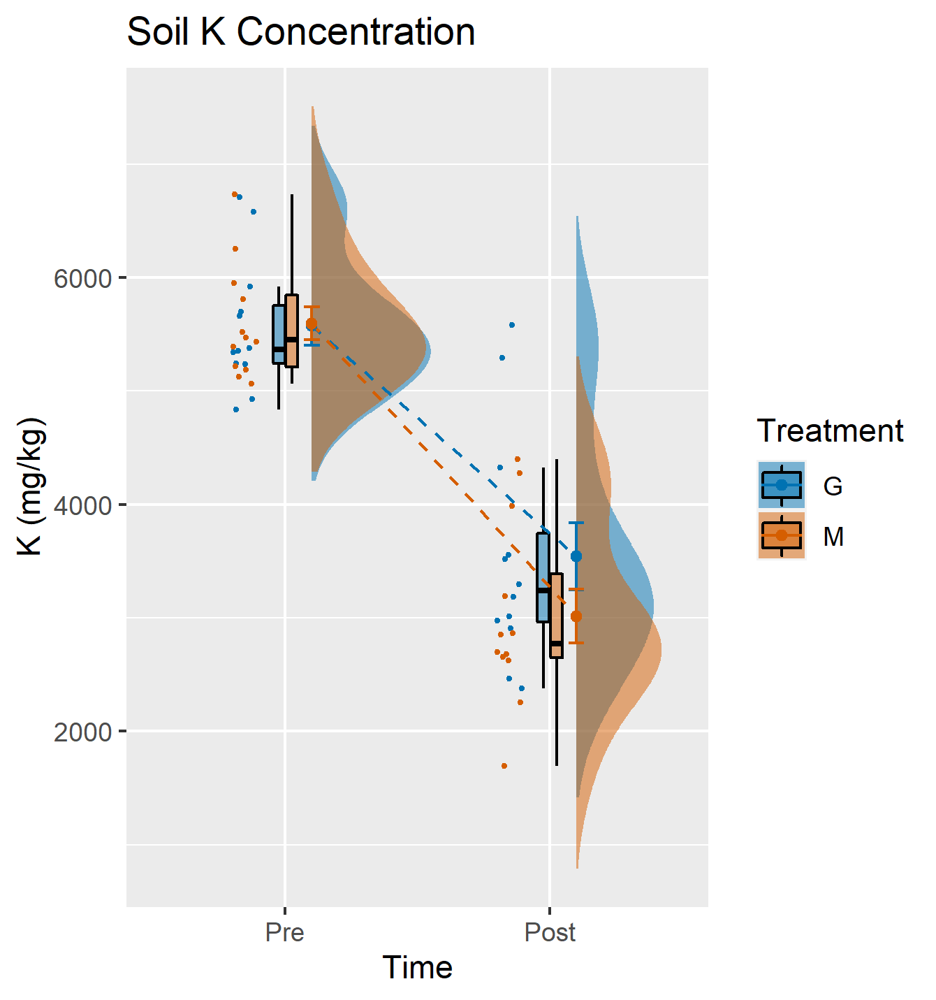 Soil K Concentration
K (mg/kg)
6000
4000
2000
Pre
Post
Time
Treatment
G
M